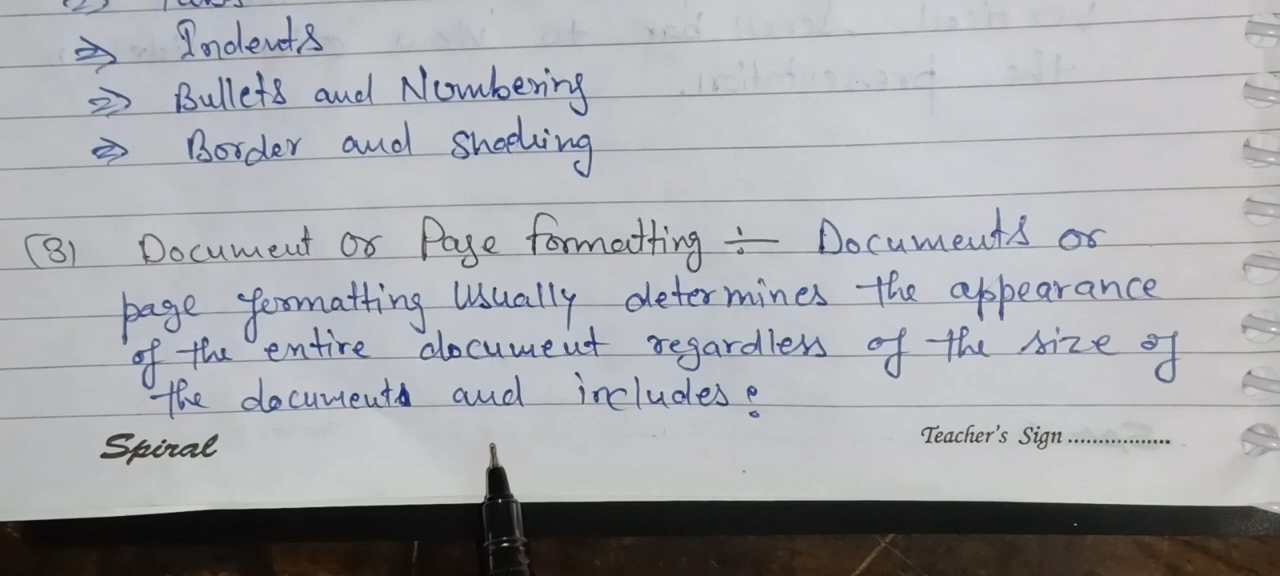 ⇒ Indents
⇒ Bullets and Numbering
⇒ Border and Shading
(3) Document or Page formatting ÷ Documents or
page formatting usually determines the appearance
of the entire document regardless of the size of
the documents and includes:
Spiral
Teacher's Sign ..................